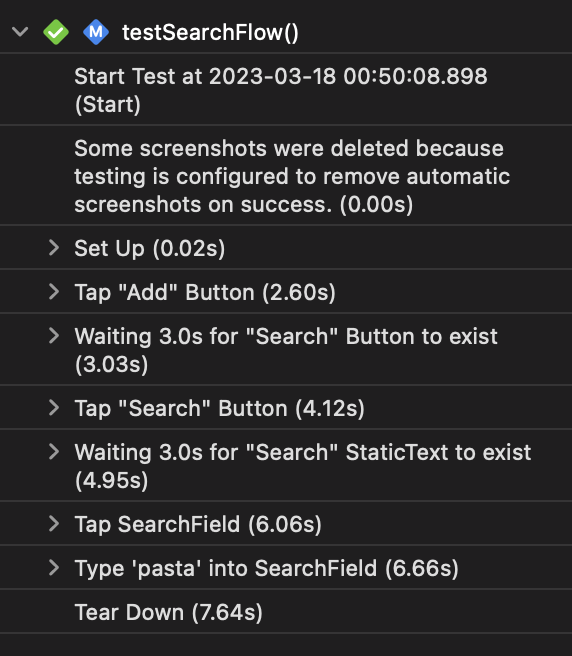 M testSearchFlow()
Start Test at 2023-03-18 00:50:08.898
(Start)
Some screenshots were deleted because
testing is configured to remove automatic
screenshots on success. (0.00s)
Set Up (0.02s)
Tap "Add" Button (2.60s)
Waiting 3.0s for "Search" Button to exist
(3.03s)
Tap "Search" Button (4.12s)
Waiting 3.0s for "Search" StaticText to exist
(4.95s)
Tap SearchField (6.06s)
Type 'pasta' into SearchField (6.66s)
Tear Down (7.64s)